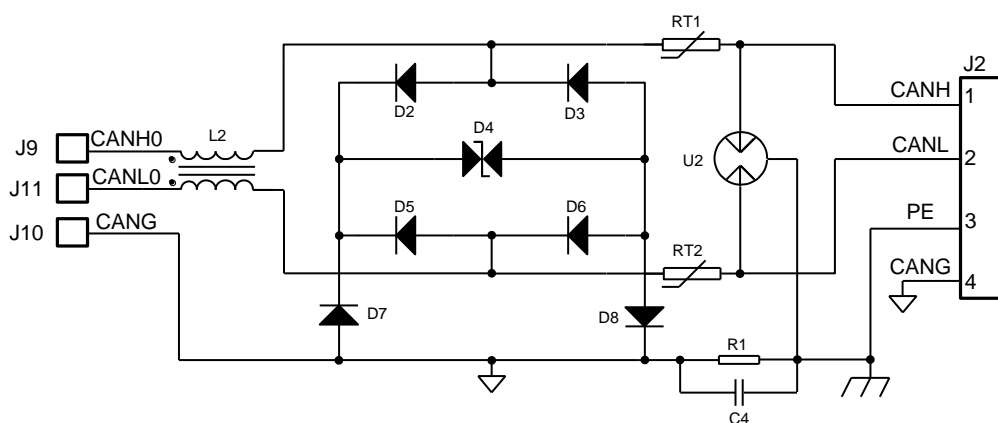 RT1
J2
D2
D3
CANH
1
L2
D4
J9
CANH0
U2
CANL
2
J11
CANL0
D5
D6
PE
3
J10
CANG
RT2
CANG
4
D7
D8
R1
C4